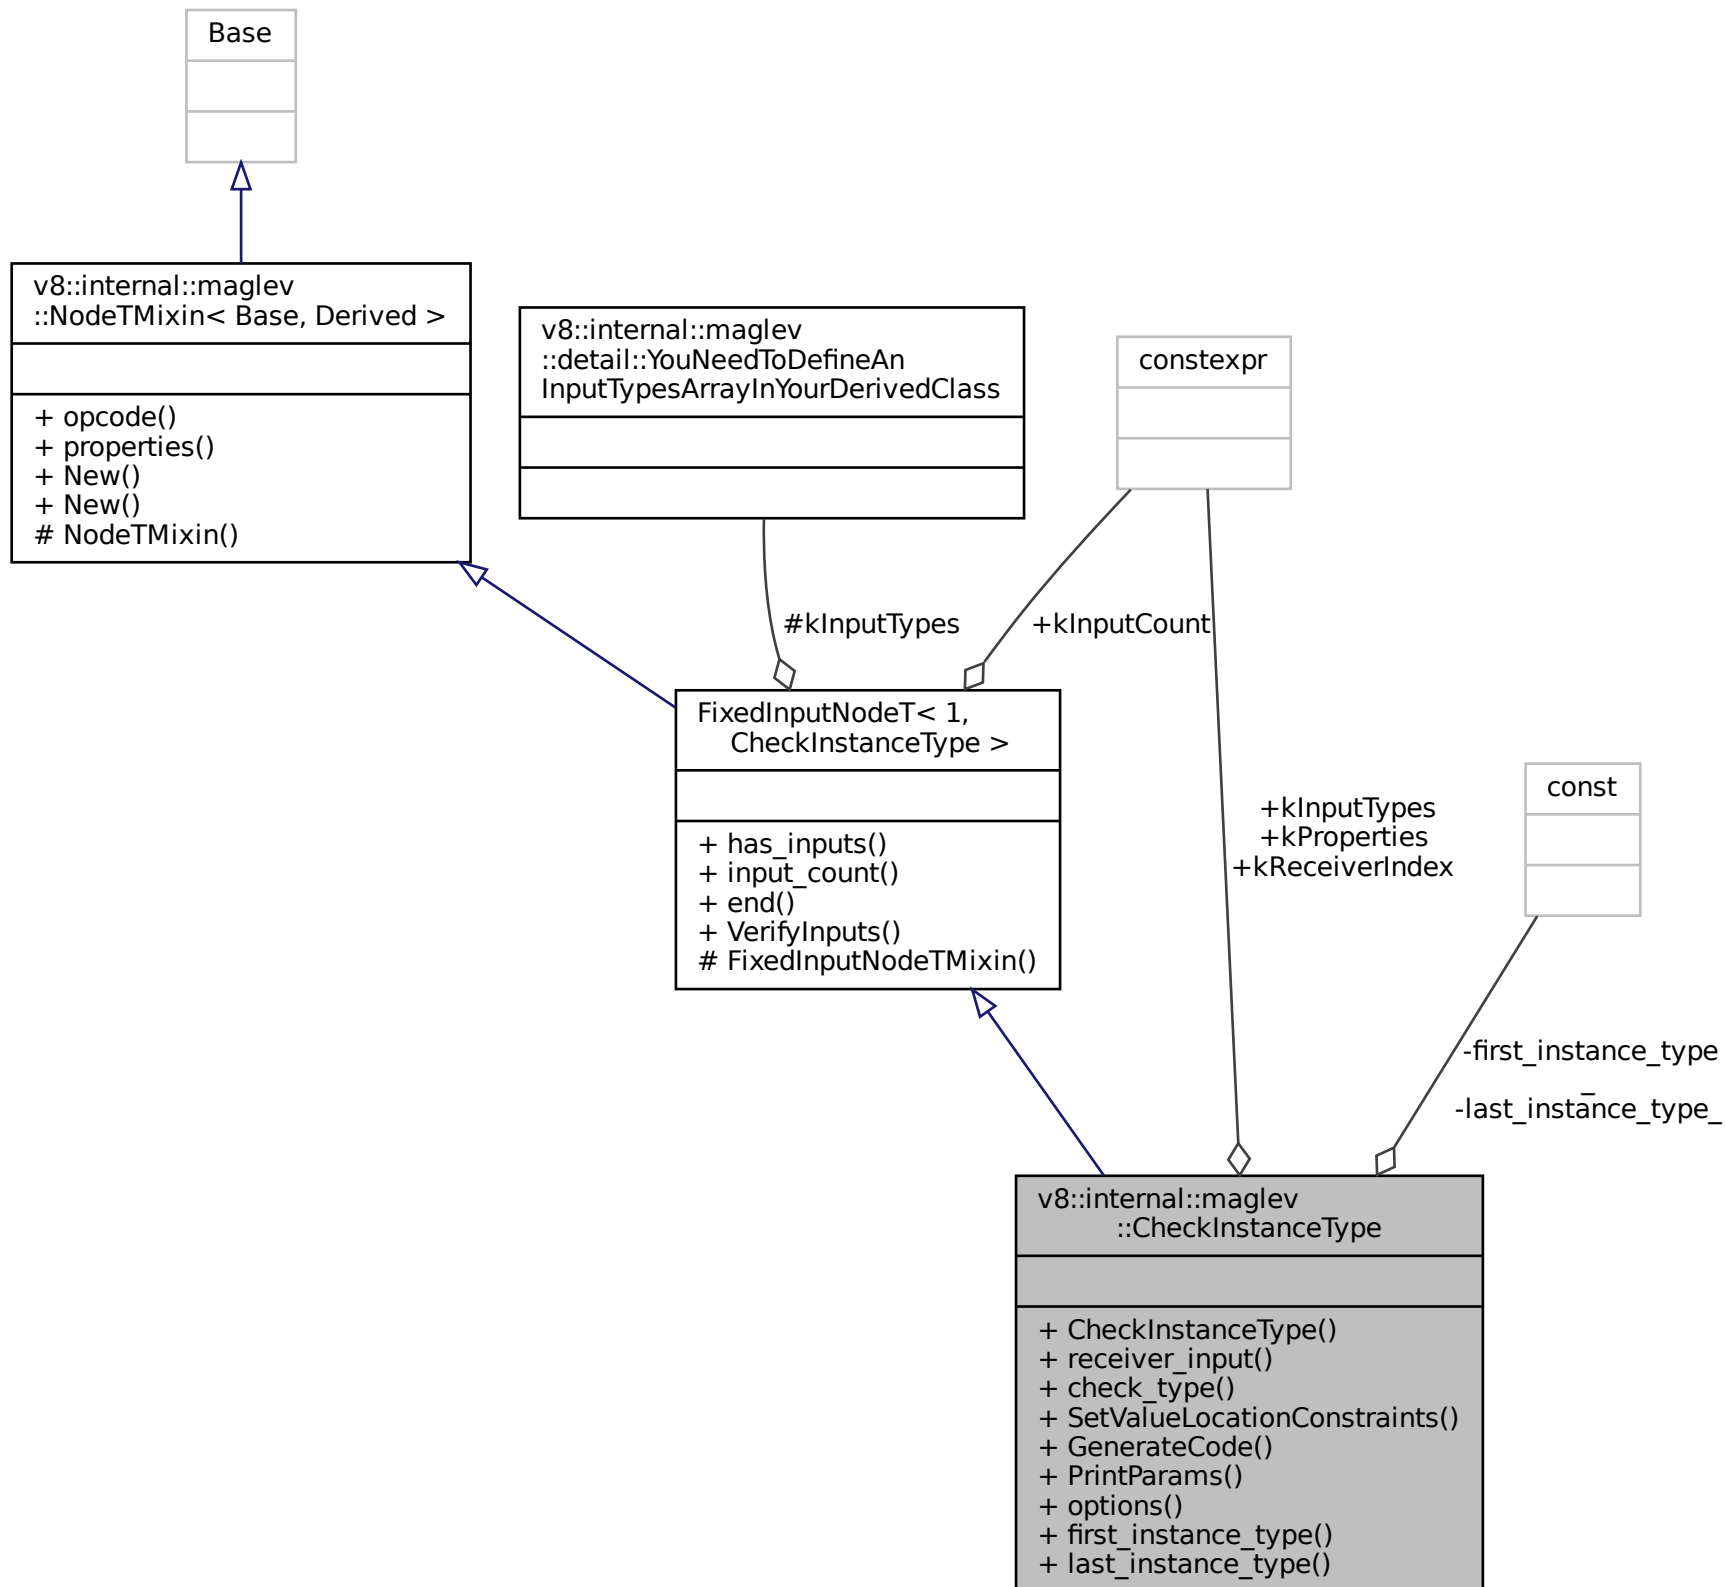 Base
v8::internal::maglev
::NodeTMixin< Base, Derived >
+ opcode()
+ properties()
+ New()
+ New()
# NodeTMixin()
v8::internal::maglev
::detail::YouNeedToDefineAn
InputTypesArrayInYourDerivedClass
constexpr
#kInputTypes
+kInputCount
FixedInputNodeT< 1,
CheckInstanceType >
+ has_inputs()
+ input_count()
+ end()
+ VerifyInputs()
# FixedInputNodeTMixin()
+kInputTypes
+kProperties
+kReceiverIndex
const
-first_instance_type
_
-last_instance_type_
v8::internal::maglev
::CheckInstanceType
+ CheckInstanceType()
+ receiver_input()
+ check_type()
+ SetValueLocationConstraints()
+ GenerateCode()
+ PrintParams()
+ options()
+ first_instance_type()
+ last_instance_type()